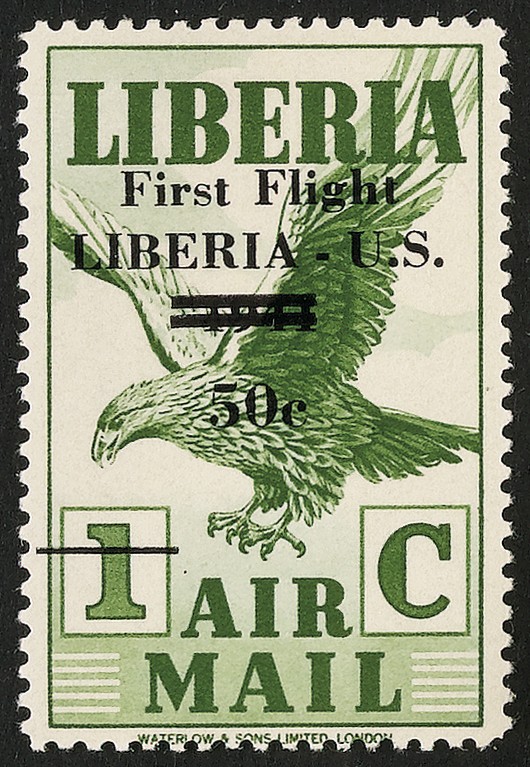 LIBERIA
First Flight
LIBERIA - U.S.
50c
1 C
AIR
MAIL
WATERLOW & SONS LIMITED, LONDON